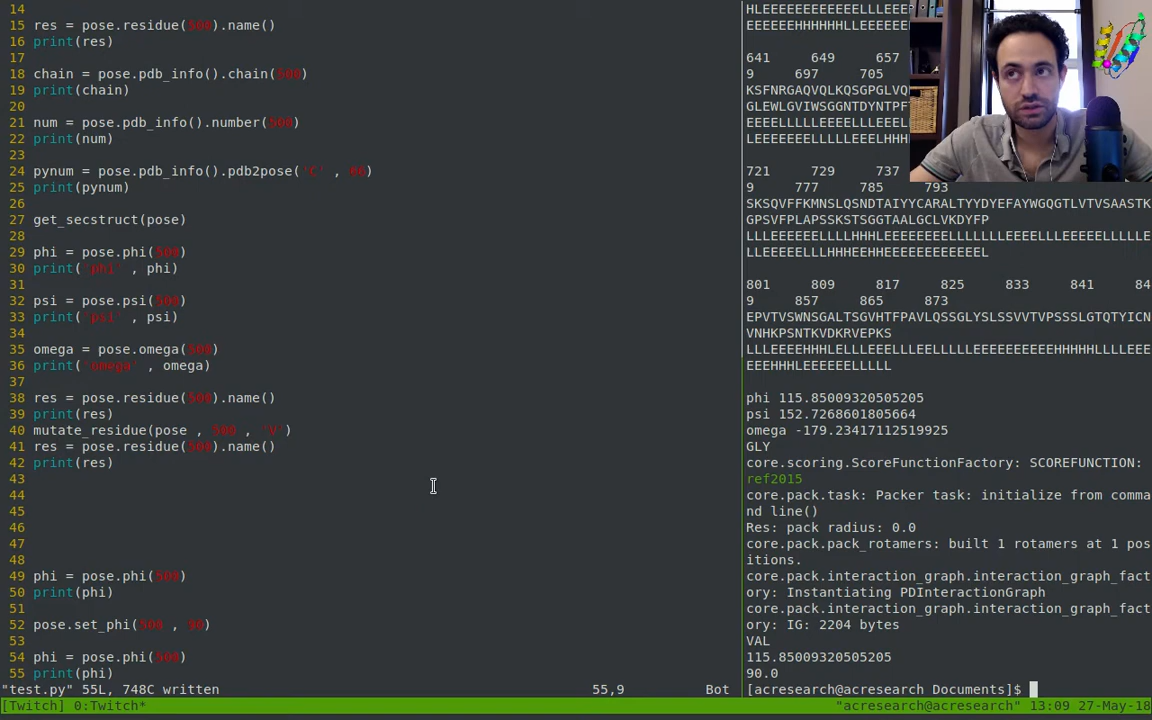 14
15 res = pose.residue(500).name()
16 print(res)
17
18 chain = pose.pdb_info().chain(500)
19 print(chain)
20
21 num = pose.pdb_info().number(500)
22 print(num)
23
24 pynum = pose.pdb_info().pdb2pose('C' , 66)
25 print(pynum)
26
27 get_secstruct(pose)
28
29 phi = pose.phi(500)
30 print('phi' , phi)
31
32 psi = pose.psi(500)
33 print('psi' , psi)
34
35 omega = pose.omega(500)
36 print('omega' , omega)
37
38 res = pose.residue(500).name()
39 print(res)
40 mutate_residue(pose , 500 , 'V')
41 res = pose.residue(500).name()
42 print(res)
43
44
45
46
47
48
49 phi = pose.phi(500)
50 print(phi)
51
52 pose.set_phi(500 , 90)
53
54 phi = pose.phi(500)
55 print(phi)
"test.py" 55L, 748C written 55,9 Bot
HLEEEEEEEEEEEELLLEEE
EEEEEEHHHHHHLLEEEEEE
641 649 657
9 697 705
KSFNRGAQVQLKQSGPGLVQ
GLEWLGVIWSGGNTDYNTPFT
EEEELLLLEEEELLLEEELL
LEEEEEEELLLLLEEELHHH
721 729 737
9 777 785 793
SKSQVFFKMNSLQSNDTAIYYCARALTYYDYEFAYWGQGTLVTVSAASTK
GPSVFPLAPSSKSTSGGTAALGCLVKDYFP
LLLEEEEEELLLLHHHLEEEEEEEELLLLLLLEEEELLLEEEEELLLLLE
LLEEEEELLLHHHEEHHEEEEEEEEEEEEL
801 809 817 825 833 841 84
9 857 865 873
EPVTVSWNSGALTSGVHTFPAVLQSSGLYSLSSVVTVPSSSLGTQTYICN
VNHKPSNTKVDKRVEPKS
LLLEEEEHHHLELLLEEELLLEELLLLLEEEEEEEEEEHHHHHLLLLEEE
EEEHHHLEEEEEELLLLL
phi 115.85009320505205
psi 152.7268601805664
omega -179.23417112519925
GLY
core.scoring.ScoreFunctionFactory: SCOREFUNCTION:
ref2015
core.pack.task: Packer task: initialize from comma
nd line()
Res: pack radius: 0.0
core.pack.pack_rotamers: built 1 rotamers at 1 pos
itions.
core.pack.interaction_graph.interaction_graph_fact
ory: Instantiating PDInteractionGraph
core.pack.interaction_graph.interaction_graph_fact
ory: IG: 2204 bytes
VAL
115.85009320505205
90.0
[acresearch@acresearch Documents]$
[Twitch] 0:Twitch* "acresearch@acresearch" 13:09 27-May-18